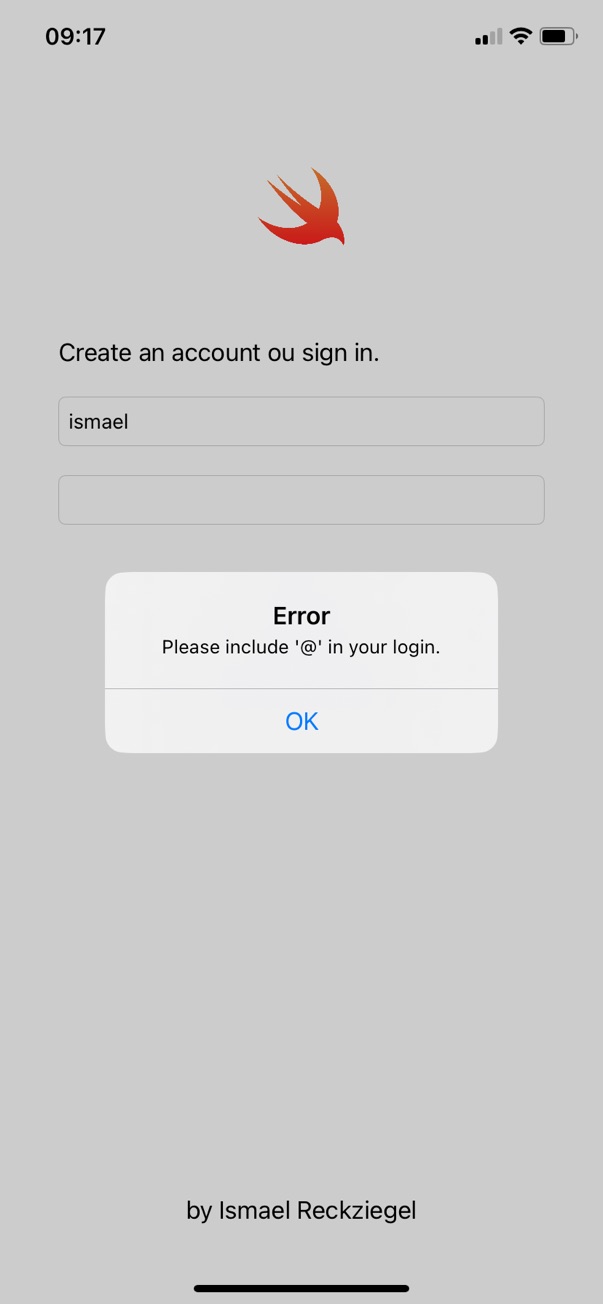 09:17
Create an account ou sign in.
ismael
Error
Please include '@' in your login.
OK
by Ismael Reckziegel